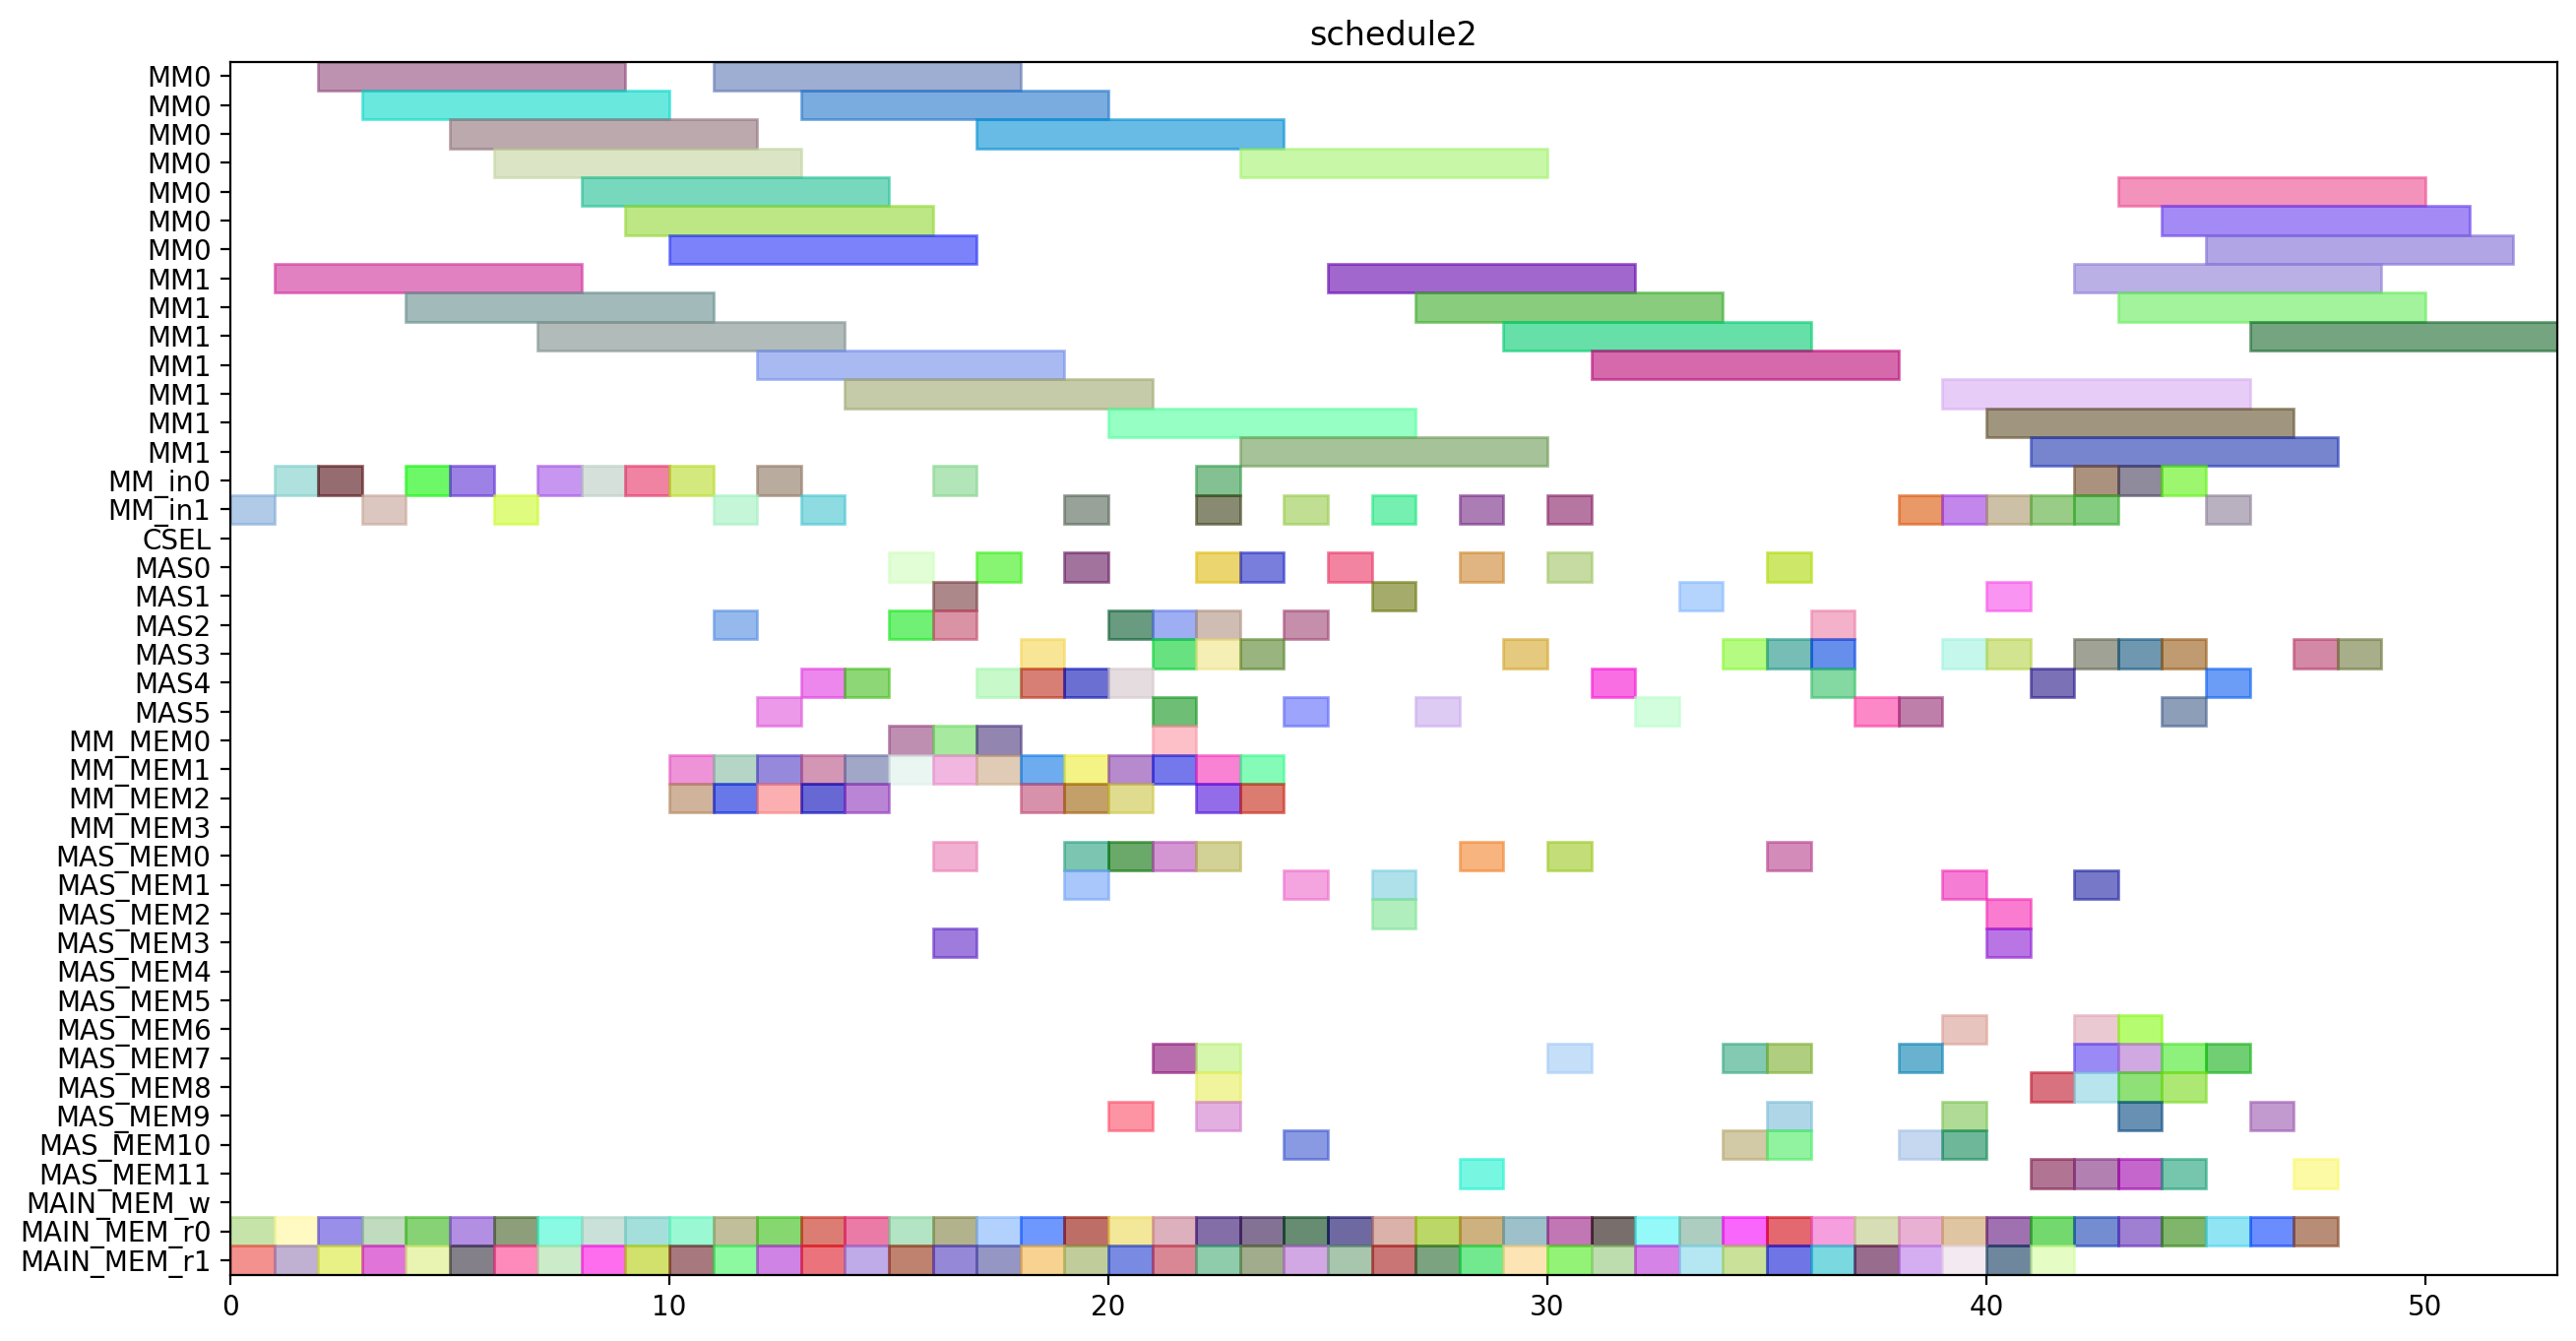 schedule2
MM0
MM0
MM0
MM0
MM0
MM0
MM0
MM1
MM1
MM1
MM1
MM1
MM1
MM1
MM_in0
MM_in1
CSEL
MAS0
MAS1
MAS2
MAS3
MAS4
MAS5
MM_MEM0
MM_MEM1
MM_MEM2
MM_MEM3
MAS_MEM0
MAS_MEM1
MAS_MEM2
MAS_MEM3
MAS_MEM4
MAS_MEM5
MAS_MEM6
MAS_MEM7
MAS_MEM8
MAS_MEM9
MAS_MEM10
MAS_MEM11
MAIN_MEM_w
MAIN_MEM_r0
MAIN_MEM_r1
0 10 20 30 40 50